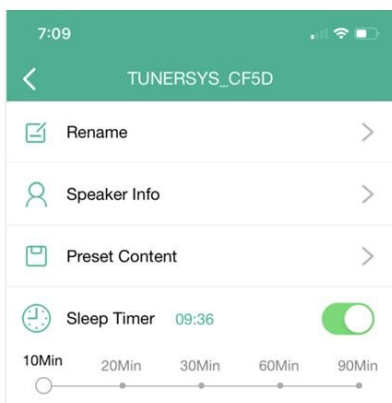 7:09
TUNERSYS_CF5D
Rename
Speaker Info
Preset Content
Sleep Timer 09:36
10Min 20Min 30Min 60Min 90Min